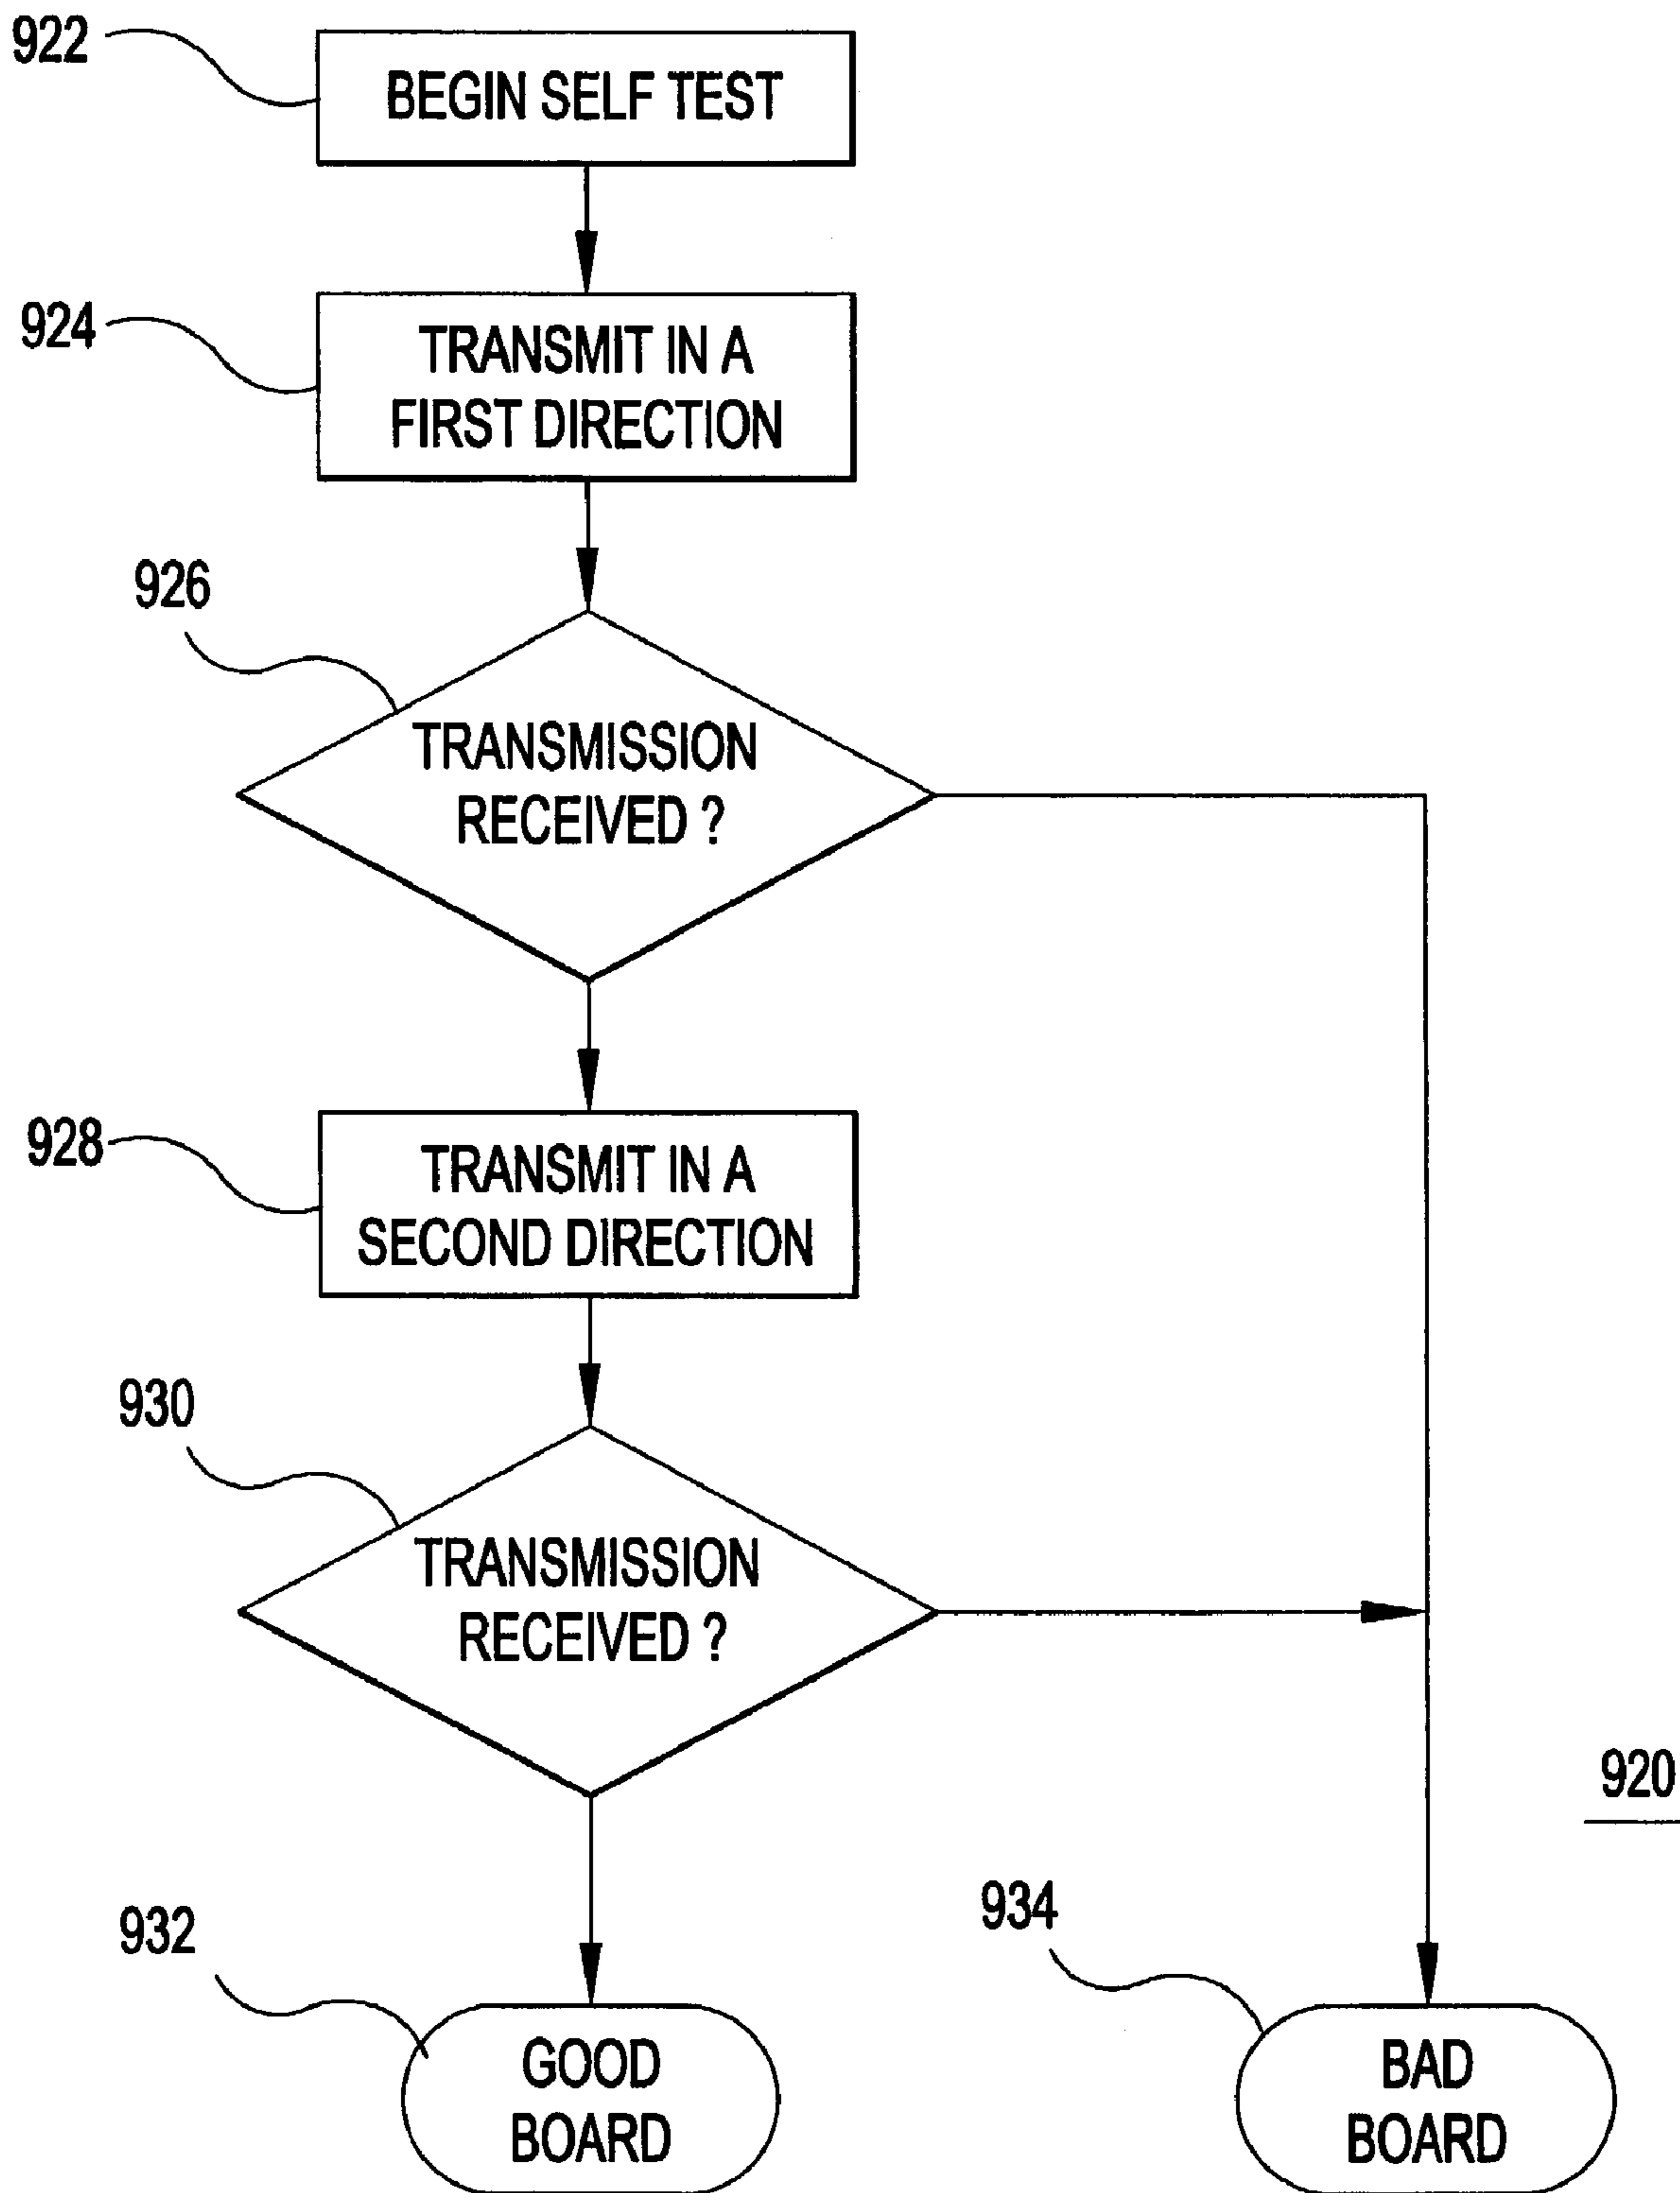 922
BEGIN SELF TEST
924
TRANSMIT IN A
FIRST DIRECTION
926
TRANSMISSION
RECEIVED ?
928
TRANSMIT IN A
SECOND DIRECTION
930
TRANSMISSION
RECEIVED ?
920
932
GOOD
BOARD
934
BAD
BOARD